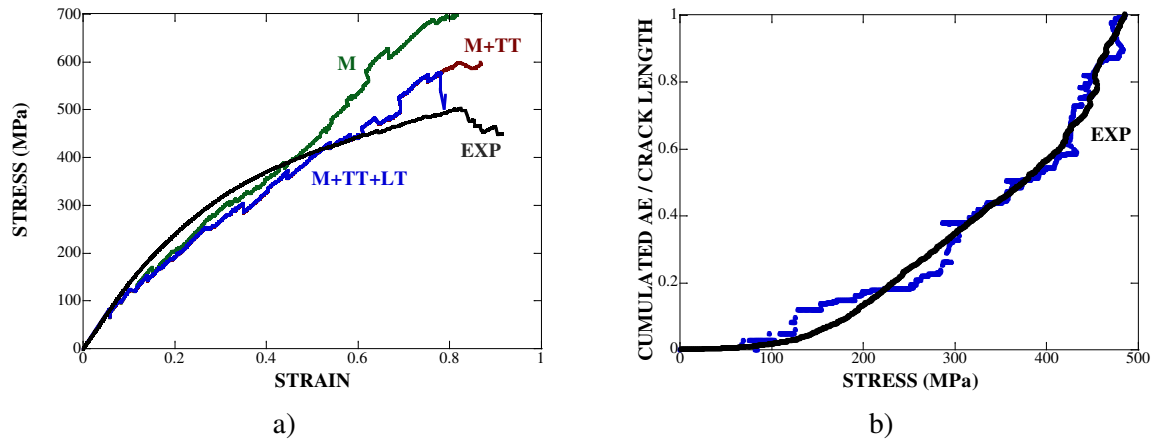 700
600
500
400
300
200
100
0
STRESS (MPa)
M
M+TT
EXP
M+TT+LT
0 0.2 0.4 0.6 0.8 1
STRAIN
a)
1
0.8
0.6
0.4
0.2
0
CUMULATED AE / CRACK LENGTH
EXP
0 100 200 300 400 500
STRESS (MPa)
b)